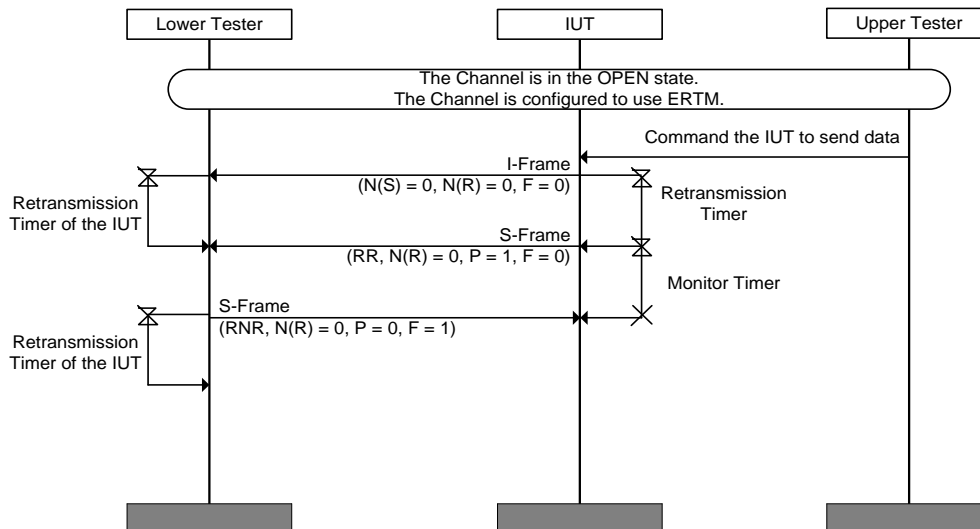 Lower Tester
IUT
Upper Tester
The Channel is in the OPEN state.
The Channel is configured to use ERTM.
Command the IUT to send data
I-Frame
(N(S) = 0, N(R) = 0, F = 0)
Retransmission
Timer of the IUT
Retransmission
Timer
S-Frame
(RR, N(R) = 0, P = 1, F = 0)
Monitor Timer
S-Frame
(RNR, N(R) = 0, P = 0, F = 1)
Retransmission
Timer of the IUT